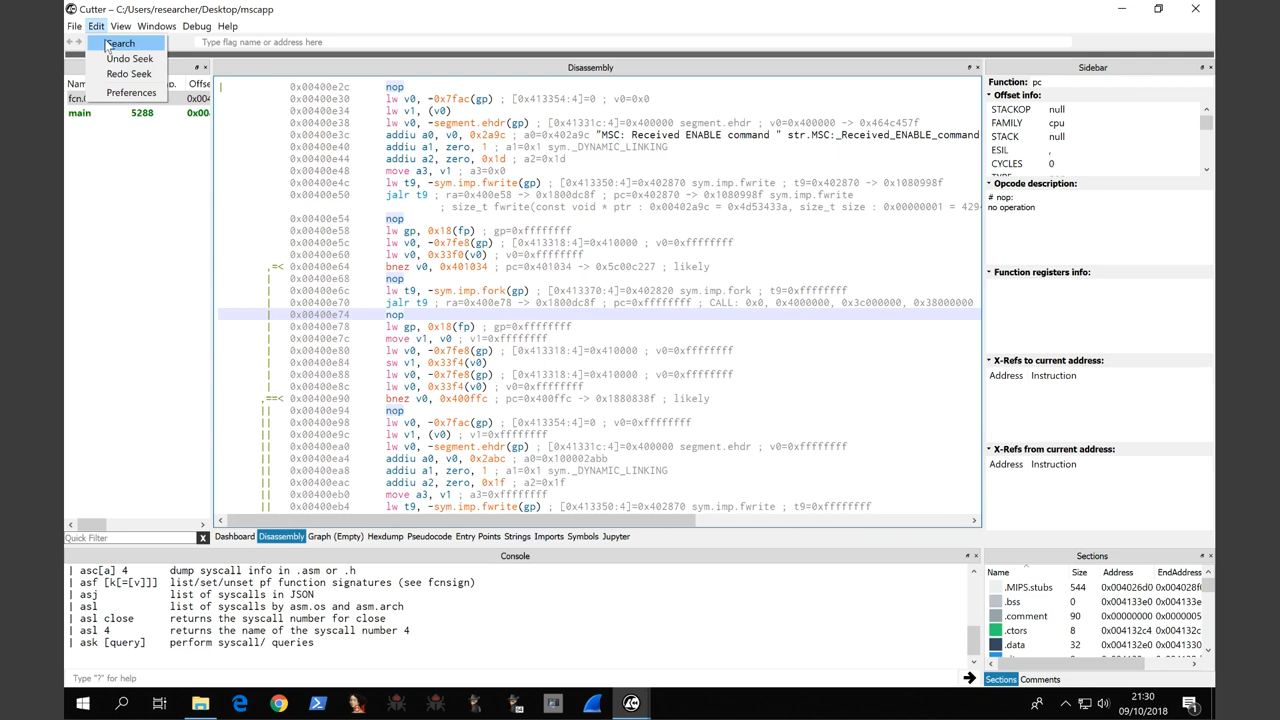 Cutter – C:/Users/researcher/Desktop/mscapp
File Edit View Windows Debug Help
Search
Undo Seek
Redo Seek
Preferences
Type flag name or address here
Offset
fcn.
0x004
main 5288 0x00
Quick Filter X
Disassembly
0x00400e2c nop
0x00400e30 lw v0, -0x7fac(gp) ; [0x413354:4]=0 ; v0=0x0
0x00400e34 lw v1, (v0)
0x00400e38 lw v0, -segment.ehdr(gp) ; [0x41331c:4]=0x400000 segment.ehdr ; v0=0x400000 -> 0x464c457f
0x00400e3c addiu a0, v0, 0x2a9c ; a0=0x402a9c "MSC: Received ENABLE command " str.MSC:_Received_ENABLE_command
0x00400e40 addiu a1, zero, 1 ; a1=0x1 sym._DYNAMIC_LINKING
0x00400e44 addiu a2, zero, 0x1d ; a2=0x1d
0x00400e48 move a3, v1 ; a3=0x0
0x00400e4c lw t9, -sym.imp.fwrite(gp) ; [0x413350:4]=0x402870 sym.imp.fwrite ; t9=0x402870 -> 0x1080998f
0x00400e50 jalr t9 ; ra=0x400e58 -> 0x1800dc8f ; pc=0x402870 -> 0x1080998f sym.imp.fwrite
; size_t fwrite(const void * ptr : 0x00402a9c = 0x4d53433a, size_t size : 0x00000001 = 429
0x00400e54 nop
0x00400e58 lw gp, 0x18(fp) ; gp=0xffffffff
0x00400e5c lw v0, -0x7fe8(gp) ; [0x413318:4]=0x410000 ; v0=0xffffffff
0x00400e60 lw v0, 0x33f0(v0) ; v0=0xffffffff
,=< 0x00400e64 bnez v0, 0x401034 ; pc=0x401034 -> 0x5c00c227 ; likely
| 0x00400e68 nop
| 0x00400e6c lw t9, -sym.imp.fork(gp) ; [0x413370:4]=0x402820 sym.imp.fork ; t9=0xffffffff
| 0x00400e70 jalr t9 ; ra=0x400e78 -> 0x1800dc8f ; pc=0xffffffff ; CALL: 0x0, 0x4000000, 0x3c000000, 0x38000000
| 0x00400e74 nop
| 0x00400e78 lw gp, 0x18(fp) ; gp=0xffffffff
| 0x00400e7c move v1, v0 ; v1=0xffffffff
| 0x00400e80 lw v0, -0x7fe8(gp) ; [0x413318:4]=0x410000 ; v0=0xffffffff
| 0x00400e84 sw v1, 0x33f4(v0)
| 0x00400e88 lw v0, -0x7fe8(gp) ; [0x413318:4]=0x410000 ; v0=0xffffffff
| 0x00400e8c lw v0, 0x33f4(v0) ; v0=0xffffffff
,==< 0x00400e90 bnez v0, 0x400ffc ; pc=0x400ffc -> 0x1880838f ; likely
|| 0x00400e94 nop
|| 0x00400e98 lw v0, -0x7fac(gp) ; [0x413354:4]=0 ; v0=0xffffffff
|| 0x00400e9c lw v1, (v0) ; v1=0xffffffff
|| 0x00400ea0 lw v0, -segment.ehdr(gp) ; [0x41331c:4]=0x400000 segment.ehdr ; v0=0xffffffff
|| 0x00400ea4 addiu a0, v0, 0x2abc ; a0=0x100002abb
|| 0x00400ea8 addiu a1, zero, 1 ; a1=0x1 sym._DYNAMIC_LINKING
|| 0x00400eac addiu a2, zero, 0x1f ; a2=0x1f
|| 0x00400eb0 move a3, v1 ; a3=0xffffffff
|| 0x00400eb4 lw t9, -sym.imp.fwrite(gp) ; [0x413350:4]=0x402870 sym.imp.fwrite ; t9=0xffffffff
Dashboard Disassembly Graph (Empty) Hexdump Pseudocode Entry Points Strings Imports Symbols Jupyter
Sidebar
Function: pc
Offset info:
STACKOP null
FAMILY cpu
STACK null
ESIL ,
CYCLES 0
Opcode description:
# nop:
no operation
Function registers info:
X-Refs to current address:
Address Instruction
X-Refs from current address:
Address Instruction
Console
| asc[a] 4 dump syscall info in .asm or .h
| asf [k[=[v]]] list/set/unset pf function signatures (see fcnsign)
| asj list of syscalls in JSON
| asl list of syscalls by asm.os and asm.arch
| asl close returns the syscall number for close
| asl 4 returns the name of the syscall number 4
| ask [query] perform syscall/ queries
Type "?" for help
Sections
Name Size Address EndAddress
.MIPS.stubs 544 0x004026d0 0x004028f0
.bss 0 0x004133e0 0x004133e
.comment 90 0x00000000 0x0000005
.ctors 8 0x004132c4 0x004132c
.data 32 0x004132e0 0x0041330
Sections Comments
21:30
09/10/2018